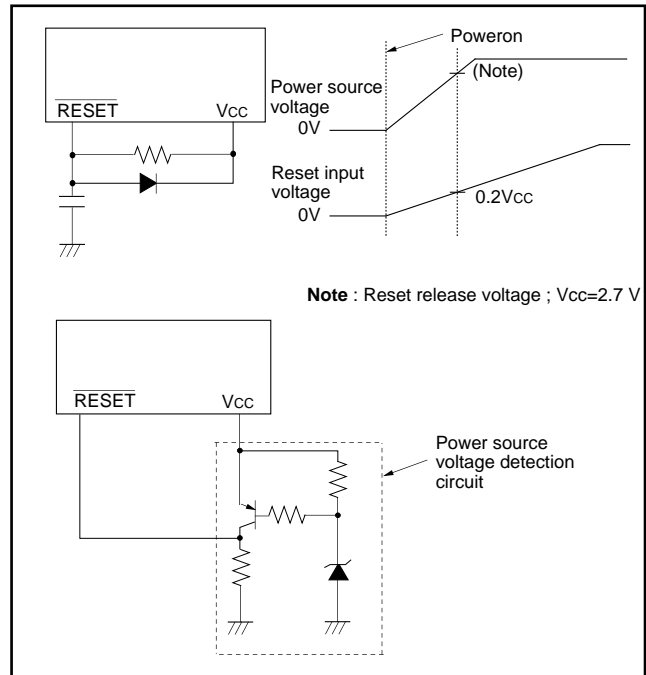 Poweron
(Note)
Power source
voltage
0V
RESET
Vcc
Reset input
voltage
0V
0.2Vcc
Note : Reset release voltage ; Vcc=2.7 V
RESET
Vcc
Power source
voltage detection
circuit